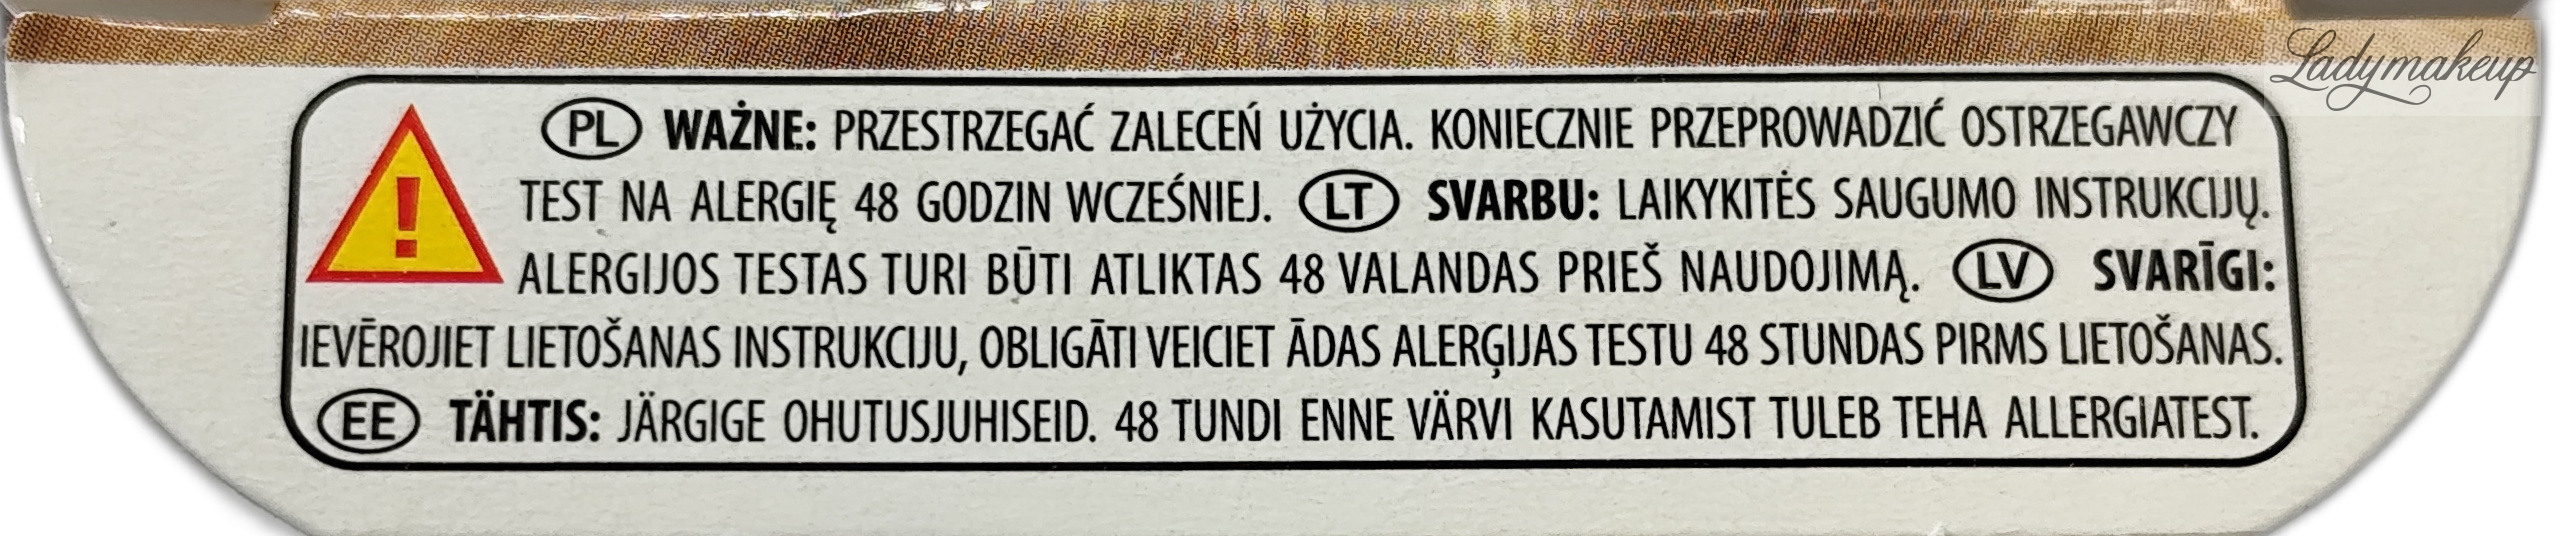 Ladymakeup
PL WAŻNE: PRZESTRZEGAĆ ZALECEŃ UŻYCIA. KONIECZNIE PRZEPROWADZIĆ OSTRZEGAWCZY
TEST NA ALERGIĘ 48 GODZIN WCZEŚNIEJ. LT SVARBU: LAIKYKITĖS SAUGUMO INSTRUKCIJŲ.
ALERGIJOS TESTAS TURI BŪTI ATLIKTAS 48 VALANDAS PRIEŠ NAUDOJIMĄ. LV SVARĪGI:
IEVĒROJIET LIETOŠANAS INSTRUKCIJU, OBLIGĀTI VEICIET ĀDAS ALERĢIJAS TESTU 48 STUNDAS PIRMS LIETOŠANAS.
EE TÄHTIS: JÄRGIGE OHUTUSJUHISEID. 48 TUNDI ENNE VÄRVI KASUTAMIST TULEB TEHA ALLERGIATEST.